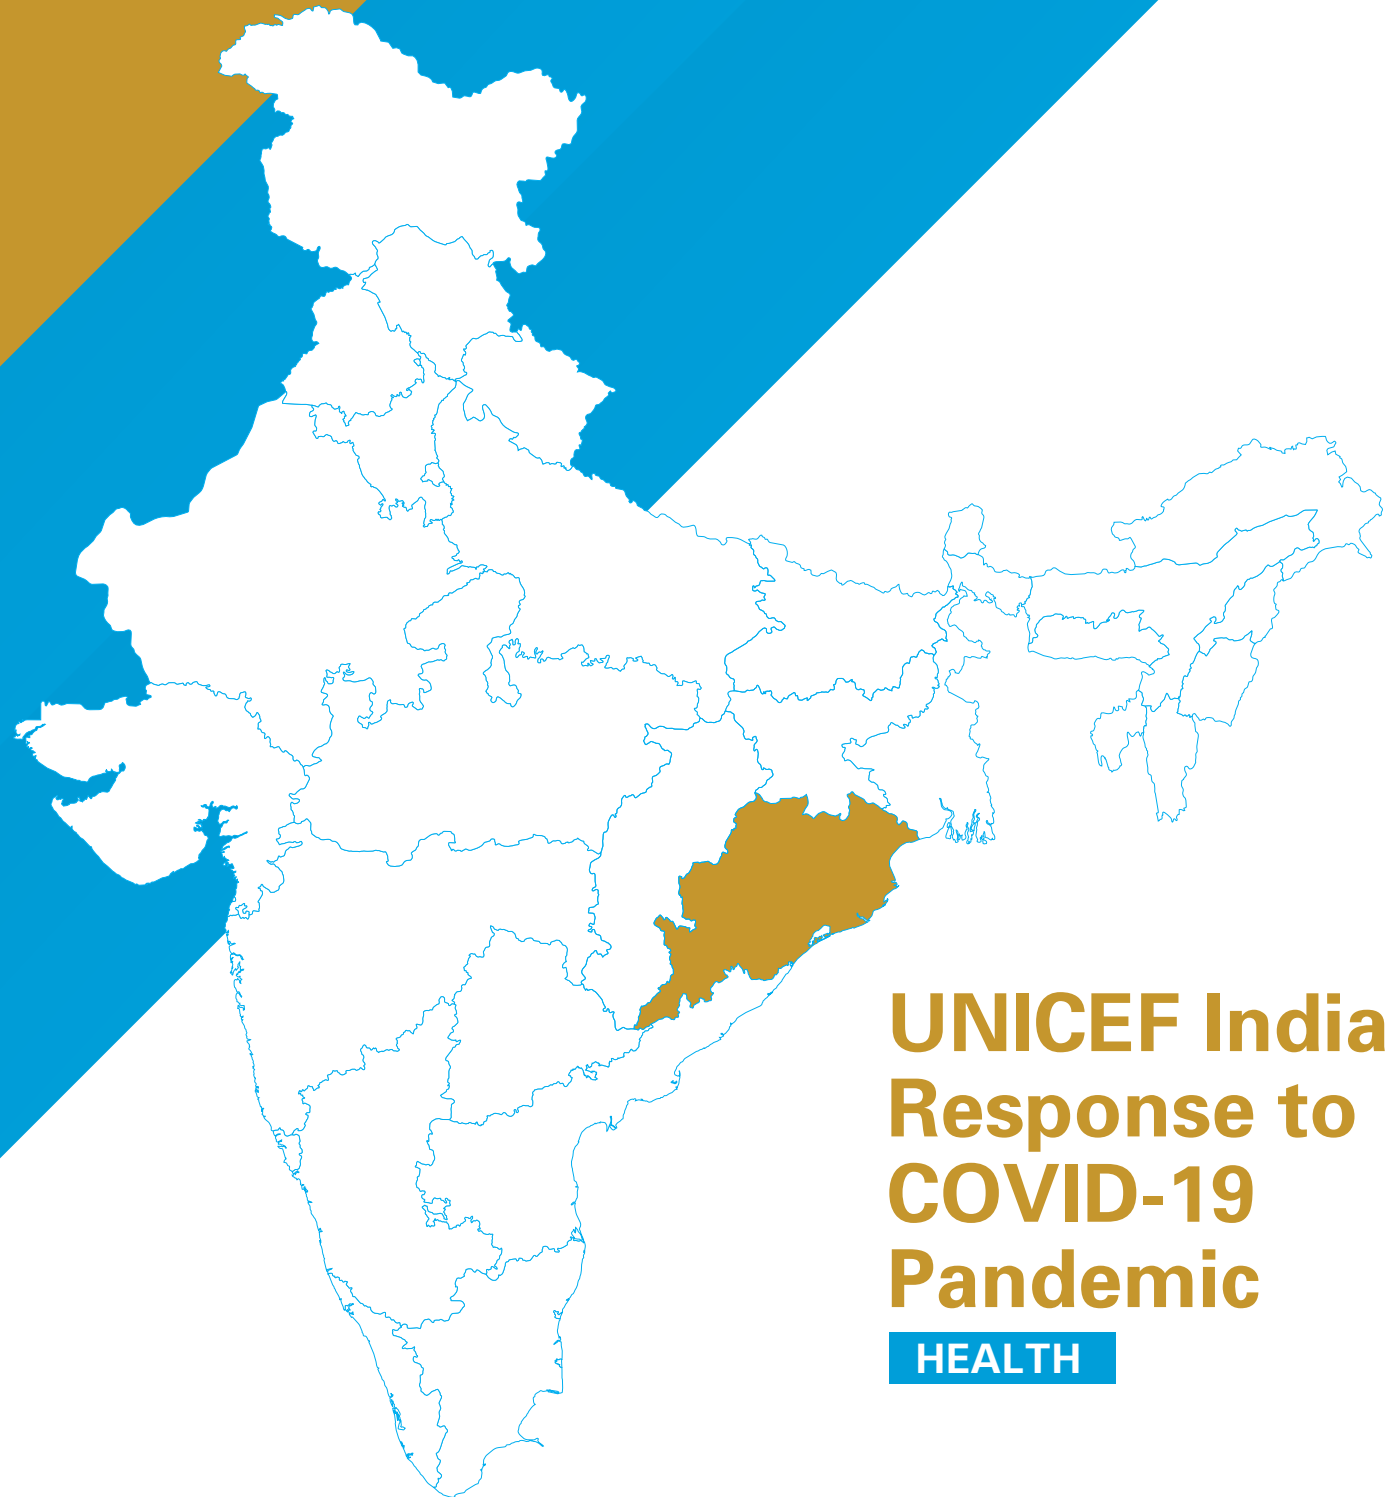 UNICEF India
Response to
COVID-19
Pandemic
HEALTH